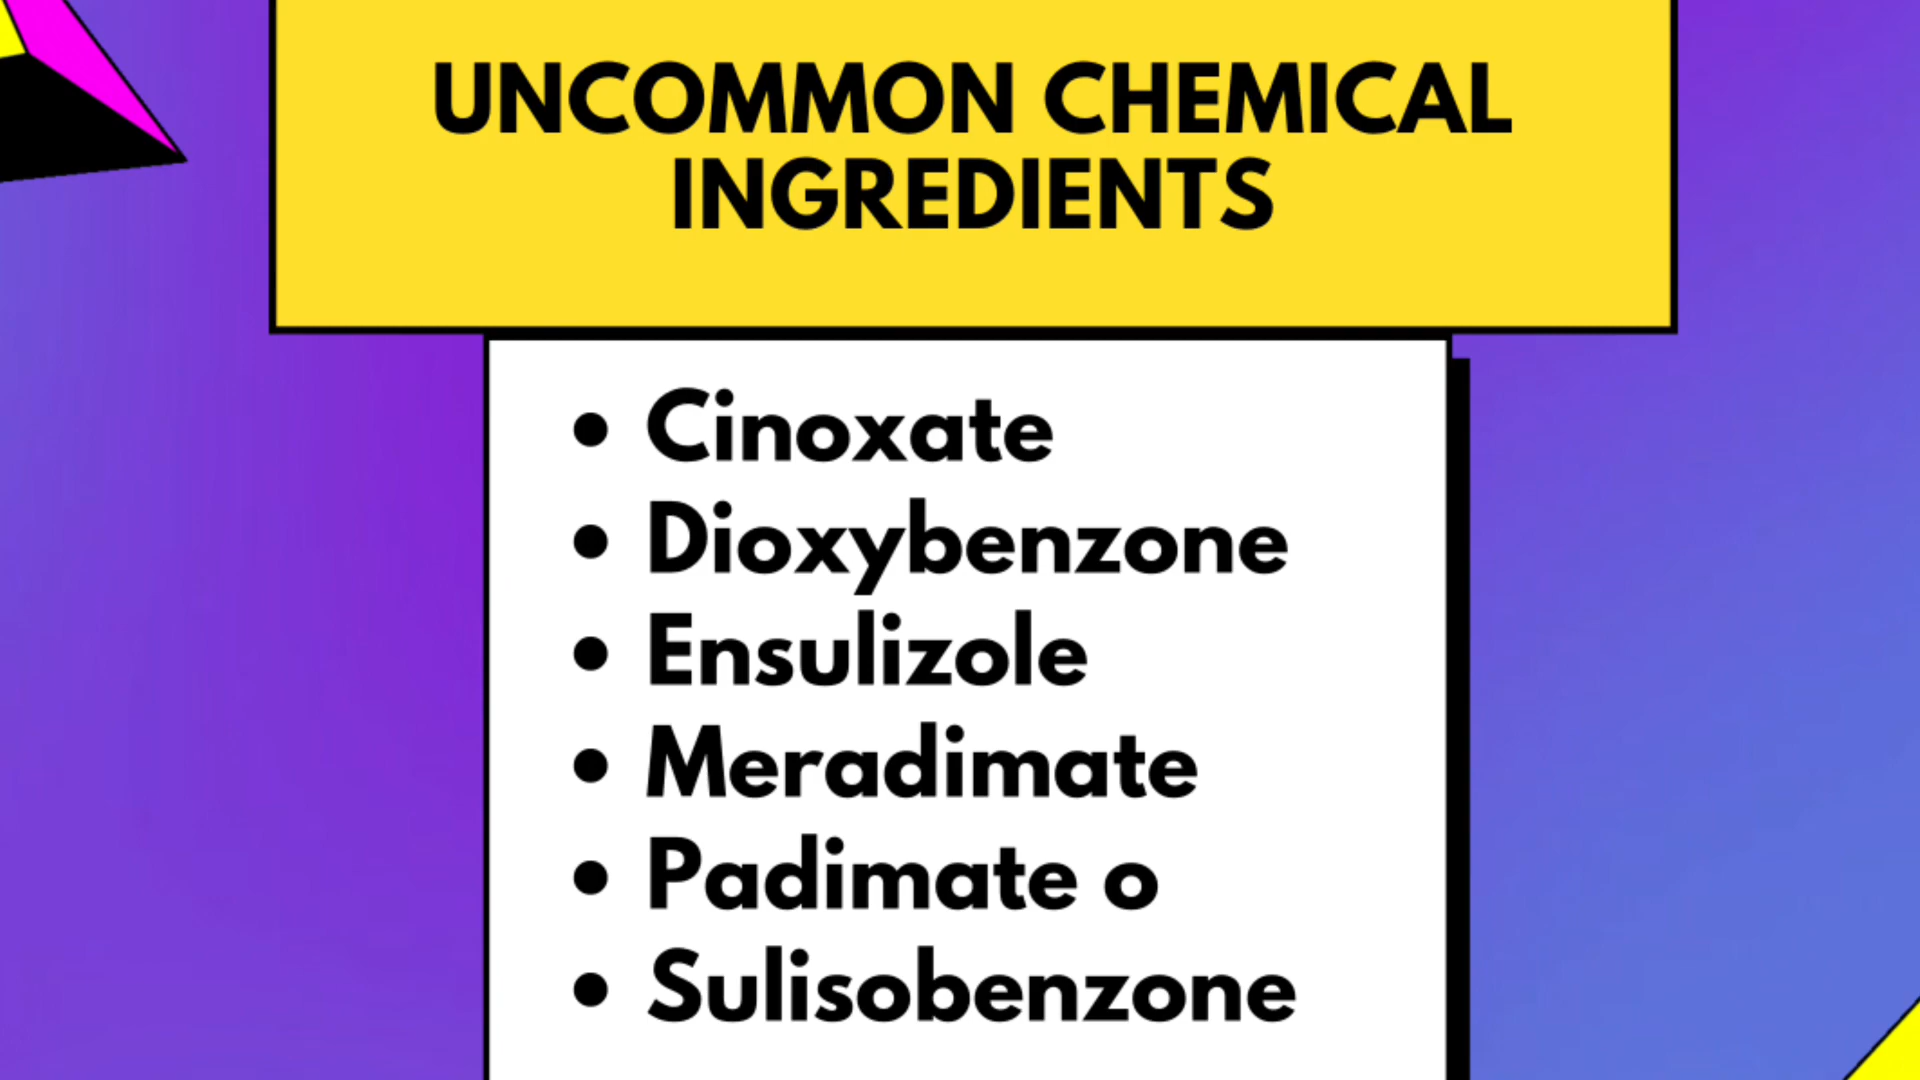 UNCOMMON CHEMICAL
INGREDIENTS
• Cinoxate
• Dioxybenzone
• Ensulizole
• Meradimate
• Padimate o
• Sulisobenzone